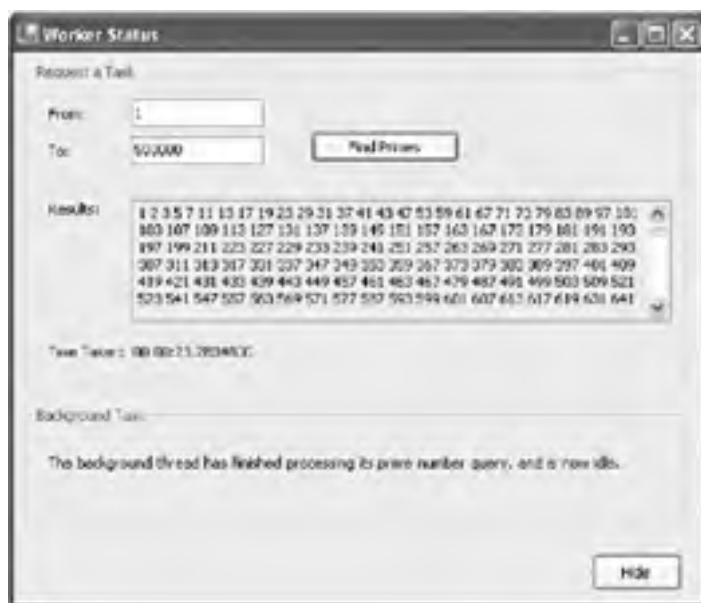 Worker Status
Request a Task
From: 1
To: 500000
Find Primes
Results: 1 2 3 5 7 11 13 17 19 23 29 31 37 41 43 47 53 59 61 67 71 73 79 83 89 97 101
103 107 109 113 127 131 137 139 149 151 157 163 167 173 179 181 191 193
197 199 211 223 227 229 233 239 241 251 257 263 269 271 277 281 283 293
307 311 313 317 331 337 347 349 353 359 367 373 379 383 389 397 401 409
419 421 431 433 439 443 449 457 461 463 467 479 487 491 499 503 509 521
523 541 547 557 563 569 571 577 587 593 599 601 607 613 617 619 631 641
Time Taken:
Background Task
The background thread has finished processing its prime number query, and is now idle.
Hide